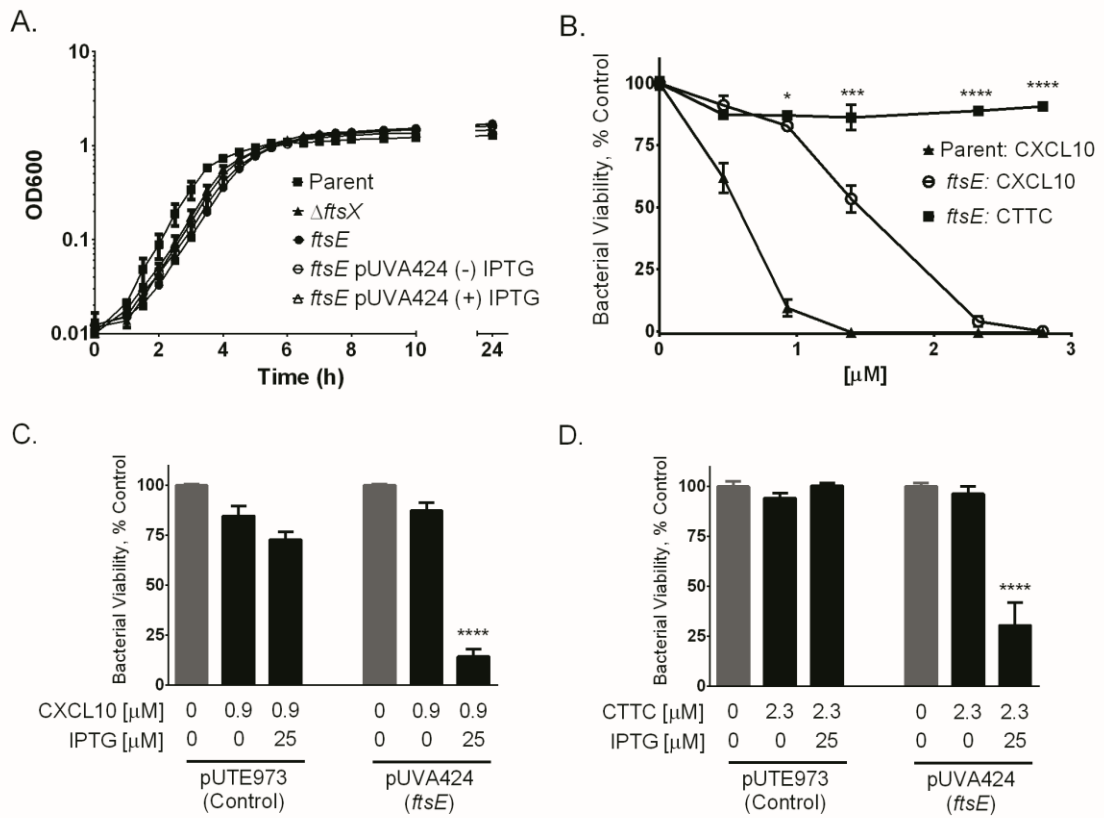 A.
10
1
0.1
0.01
OD600
0 2 4 6 8 10 24
Time (h)
Parent
ΔftsX
ftsE
ftsE pUVA424 (-) IPTG
ftsE pUVA424 (+) IPTG
B.
100
75
50
25
0
Bacterial Viability, % Control
* *** **** ****
Parent: CXCL10
ftsE: CXCL10
ftsE: CTTC
0 1 2 3
[µM]
C.
100
75
50
25
0
Bacterial Viability, % Control
****
CXCL10 [µM] 0 0.9 0.9 0 0.9 0.9
IPTG [µM] 0 0 25 0 0 25
pUTE973 pUVA424
(Control) (ftsE)
D.
100
75
50
25
0
Bacterial Viability, % Control
****
CTTC [µM] 0 2.3 2.3 0 2.3 2.3
IPTG [µM] 0 0 25 0 0 25
pUTE973 pUVA424
(Control) (ftsE)